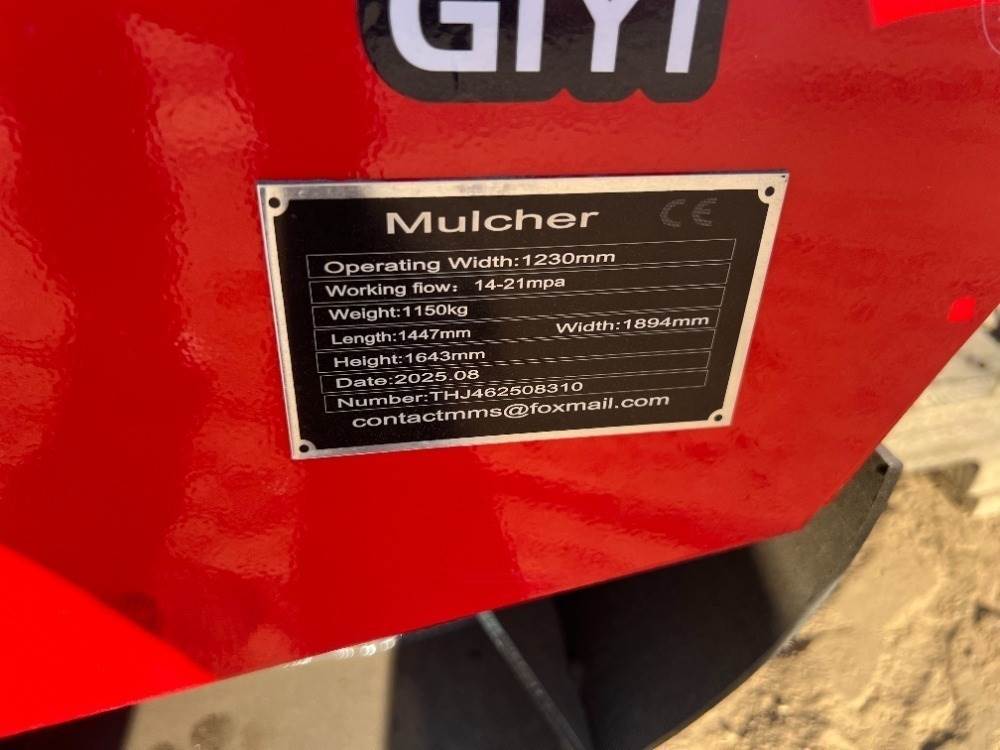 GIYI
Mulcher CE
Operating Width:1230mm
Working flow: 14-21mpa
Weight:1150kg
Length:1447mm Width:1894mm
Height:1643mm
Date:2025.08
Number:THJ462508310
contactmms@foxmail.com